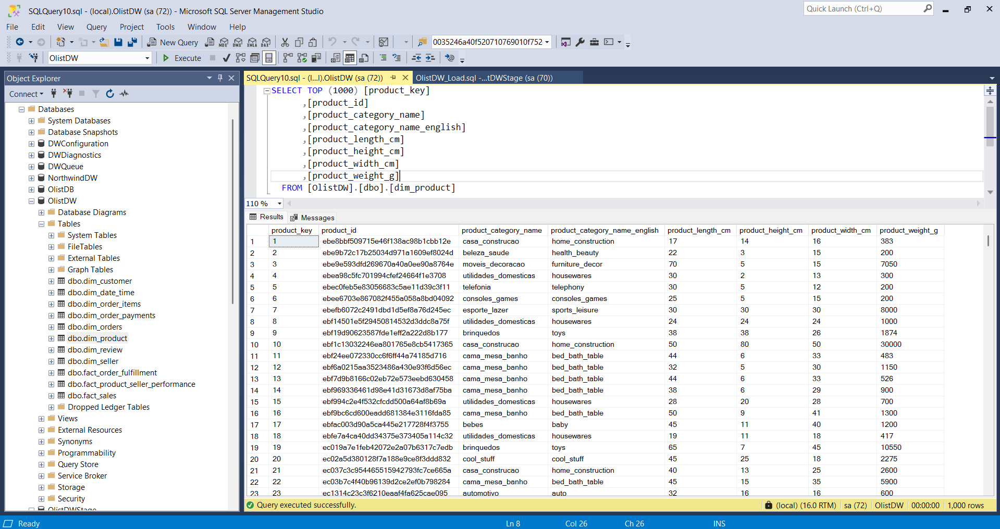 SQLQuery10.sql - (local).OlistDW (sa (72)) - Microsoft SQL Server Management Studio
Quick Launch (Ctrl+Q)
File Edit View Query Project Tools Window Help
New Query MDX DMX XMLA DAX 0035246a40f520710769010f752
OlistDW Execute
Object Explorer
Connect
Databases
System Databases
Database Snapshots
DWConfiguration
DWDiagnostics
DWQueue
NorthwindDW
OlistDB
OlistDW
Database Diagrams
Tables
System Tables
FileTables
External Tables
Graph Tables
dbo.dim_customer
dbo.dim_date_time
dbo.dim_order_items
dbo.dim_order_payments
dbo.dim_orders
dbo.dim_product
dbo.dim_review
dbo.dim_seller
dbo.fact_order_fulfillment
dbo.fact_product_seller_performance
dbo.fact_sales
Dropped Ledger Tables
Views
External Resources
Synonyms
Programmability
Query Store
Service Broker
Storage
Security
OlistDWStage
SQLQuery10.sql - (l...l).OlistDW (sa (72)) OlistDW_Load.sql -...tDWStage (sa (70))
SELECT TOP (1000) [product_key]
,[product_id]
,[product_category_name]
,[product_category_name_english]
,[product_length_cm]
,[product_height_cm]
,[product_width_cm]
,[product_weight_g]
FROM [OlistDW].[dbo].[dim_product]
110 %
Results Messages
product_key product_id product_category_name product_category_name_english product_length_cm product_height_cm product_width_cm product_weight_g
1 1 ebe8bbf509715e46f138ac98b1cbb12e casa_construcao home_construction 17 14 16 383
2 2 ebe9b72c17b25034d971a1609ef8024d beleza_saude health_beauty 22 3 15 200
3 3 ebe9e593dfd269670a40a0ee90a8764e moveis_decoracao furniture_decor 70 5 15 7050
4 4 ebea98c5fc701994cfef24664f1e3708 utilidades_domesticas housewares 30 2 13 300
5 5 ebec0feb5e83056683c5ae11d39c3f11 telefonia telephony 30 5 12 200
6 6 ebee6703e867082f455a058a8bd04092 consoles_games consoles_games 25 5 15 200
7 7 ebefb6072c2491dbd1d5ef8a76d245ec esporte_lazer sports_leisure 30 30 30 8000
8 8 ebf14501e5f29450814532d3ddc8a75f utilidades_domesticas housewares 24 24 24 1000
9 9 ebf19d90623587fde1eff2a222d8b177 brinquedos toys 38 38 26 1874
10 10 ebf1c13032246ea801765e8cb5417365 casa_construcao home_construction 50 80 50 30000
11 11 ebf24ee072330cc6f6ff44a74185d716 cama_mesa_banho bed_bath_table 44 6 33 483
12 12 ebf6a0215aa3523486a430e93f6d56ec cama_mesa_banho bed_bath_table 32 5 30 1150
13 13 ebf7d9b8166c02eb72e573eebd630458 cama_mesa_banho bed_bath_table 44 6 33 526
14 14 ebf969336461d98e41d31673d8af75ba cama_mesa_banho bed_bath_table 38 6 29 900
15 15 ebf994c2e4f532cfcdd500a64af8b69a utilidades_domesticas housewares 28 20 28 700
16 16 ebf9bc6cd600eadd681384e3116fda85 cama_mesa_banho bed_bath_table 50 9 41 1300
17 17 ebfac003d90a5ca445e217728f4f3755 bebes baby 45 11 40 1200
18 18 ebfe7a4ca40dd34375e373405a114c32 utilidades_domesticas housewares 19 11 18 417
19 19 ec019a7e1feb42072e2a07b6317c7edb brinquedos toys 65 7 45 10550
20 20 ec02a5d380128f7a188e9ce8f3ddd832 cool_stuff cool_stuff 45 25 18 2275
21 21 ec037c3c954465515942793fc7ce665a casa_construcao home_construction 40 13 25 2600
22 22 ec03b7c4f40b96139d2ce2ef0b798284 cama_mesa_banho bed_bath_table 45 15 35 5900
23 23 ec1314c23c3f6210eaaf4fa625cae095 automotivo auto 32 16 16 600
Query executed successfully. (local) (16.0 RTM) sa (72) OlistDW 00:00:00 1,000 rows
Ready Ln 8 Col 26 Ch 26 INS